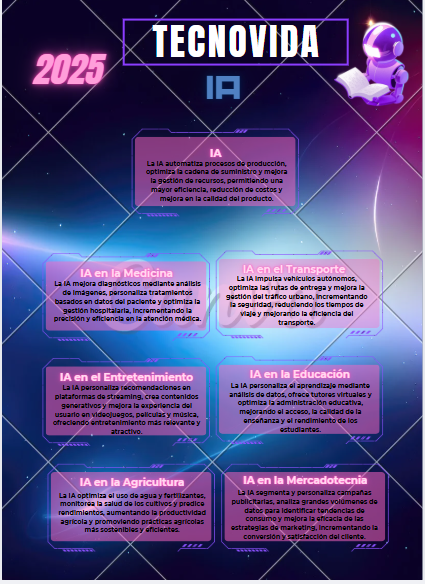 TECNOVIDA
2025
IA
IA
La IA automatiza procesos de producción,
optimiza la cadena de suministro y mejora
la gestión de recursos, permitiendo una
mayor eficiencia, reducción de costos y
mejora en la calidad del producto.
IA en la Medicina
La IA mejora diagnósticos mediante análisis
de imágenes, personaliza tratamientos
basados en datos del paciente y optimiza la
gestión hospitalaria, incrementando la
precisión y eficiencia en la atención médica.
IA en el Transporte
La IA impulsa vehículos autónomos,
optimiza las rutas de entrega y mejora la
gestión del tráfico urbano, incrementando
la seguridad, reduciendo los tiempos de
viaje y mejorando la eficiencia del
transporte.
IA en el Entretenimiento
La IA personaliza recomendaciones en
plataformas de streaming, crea contenidos
generativos y mejora la experiencia del
usuario en videojuegos, películas y música,
ofreciendo entretenimiento más relevante y
atractivo.
IA en la Educación
La IA personaliza el aprendizaje mediante
análisis de datos, ofrece tutores virtuales y
optimiza la administración educativa,
mejorando el acceso, la calidad de la
enseñanza y el rendimiento de los
estudiantes.
IA en la Agricultura
La IA optimiza el uso de agua y fertilizantes,
monitorea la salud de los cultivos y predice
rendimientos, aumentando la productividad
agrícola y promoviendo prácticas agrícolas
más sostenibles y eficientes.
IA en la Mercadotecnia
La IA segmenta y personaliza campañas
publicitarias, analiza grandes volúmenes de
datos para identificar tendencias de
consumo y mejora la eficacia de las
estrategias de marketing, incrementando la
conversión y satisfacción del cliente.